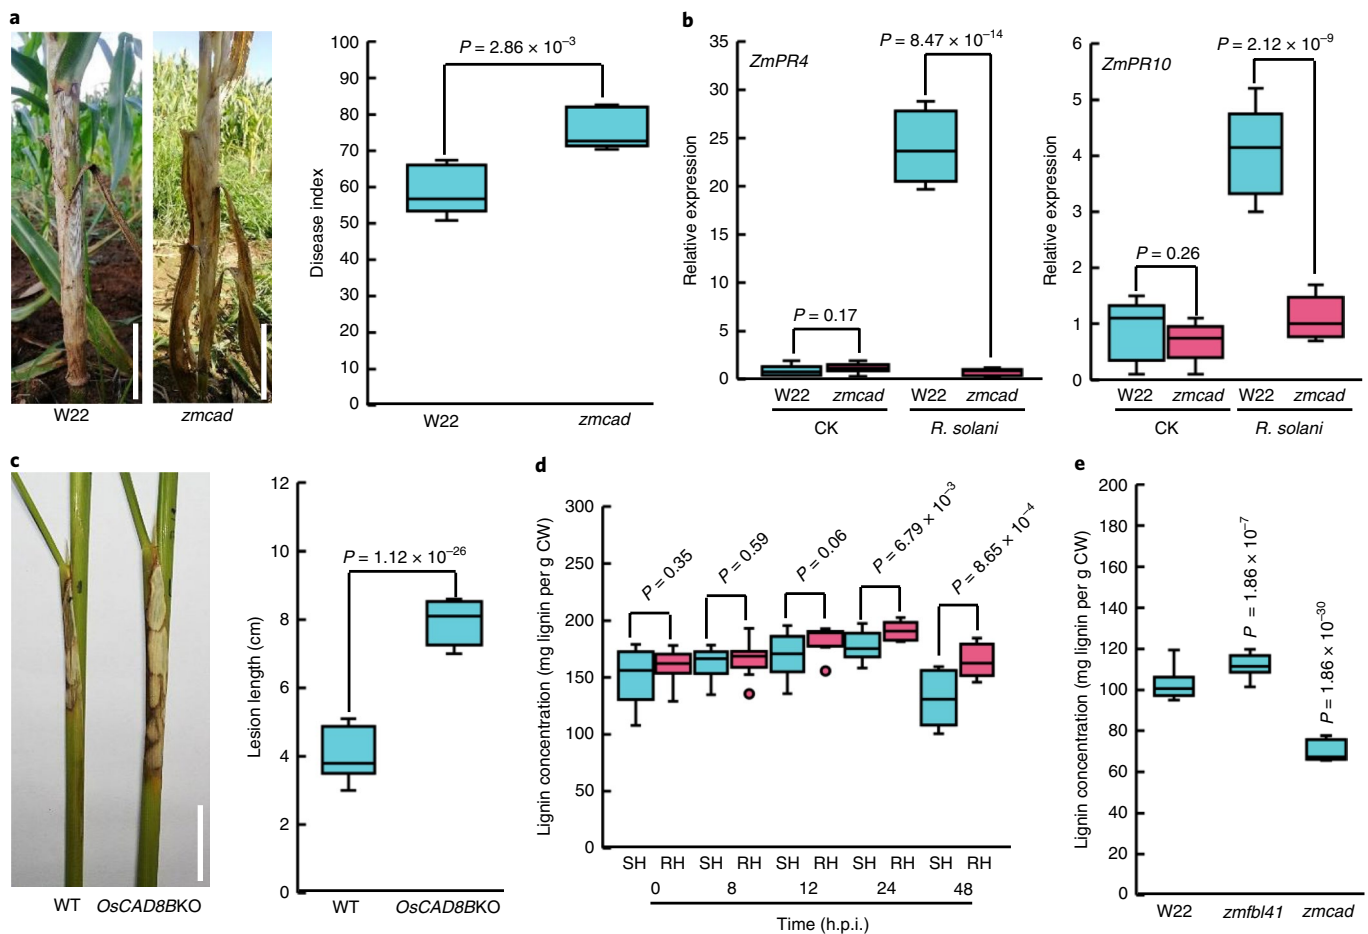 a
W22
zmcad
Disease index
100
90
80
70
60
50
40
30
20
10
0
P = 2.86 × 10⁻³
W22
zmcad
b
ZmPR4
Relative expression
35
30
25
20
15
10
5
0
P = 0.17
P = 8.47 × 10⁻¹⁴
W22 zmcad W22 zmcad
CK R. solani
ZmPR10
Relative expression
6
5
4
3
2
1
0
P = 0.26
P = 2.12 × 10⁻⁹
W22 zmcad W22 zmcad
CK R. solani
c
WT OsCAD8BKO
Lesion length (cm)
12
10
8
6
4
2
0
P = 1.12 × 10⁻²⁶
WT OsCAD8BKO
d
Lignin concentration (mg lignin per g CW)
300
250
200
150
100
50
0
P = 0.35
P = 0.59
P = 0.06
P = 6.79 × 10⁻³
P = 8.65 × 10⁻⁴
SH RH SH RH SH RH SH RH SH RH
0 8 12 24 48
Time (h.p.i.)
e
Lignin concentration (mg lignin per g CW)
200
180
160
140
120
100
80
60
40
20
0
P = 1.86 × 10⁻⁷
P = 1.86 × 10⁻³⁰
W22 zmfbl41 zmcad